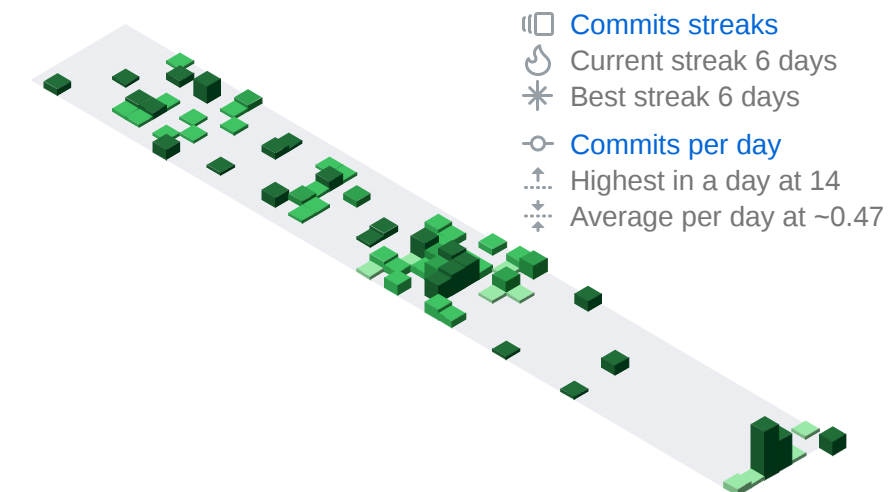 Commits streaks
Current streak 6 days
Best streak 6 days
Commits per day
Highest in a day at 14
Average per day at ~0.47